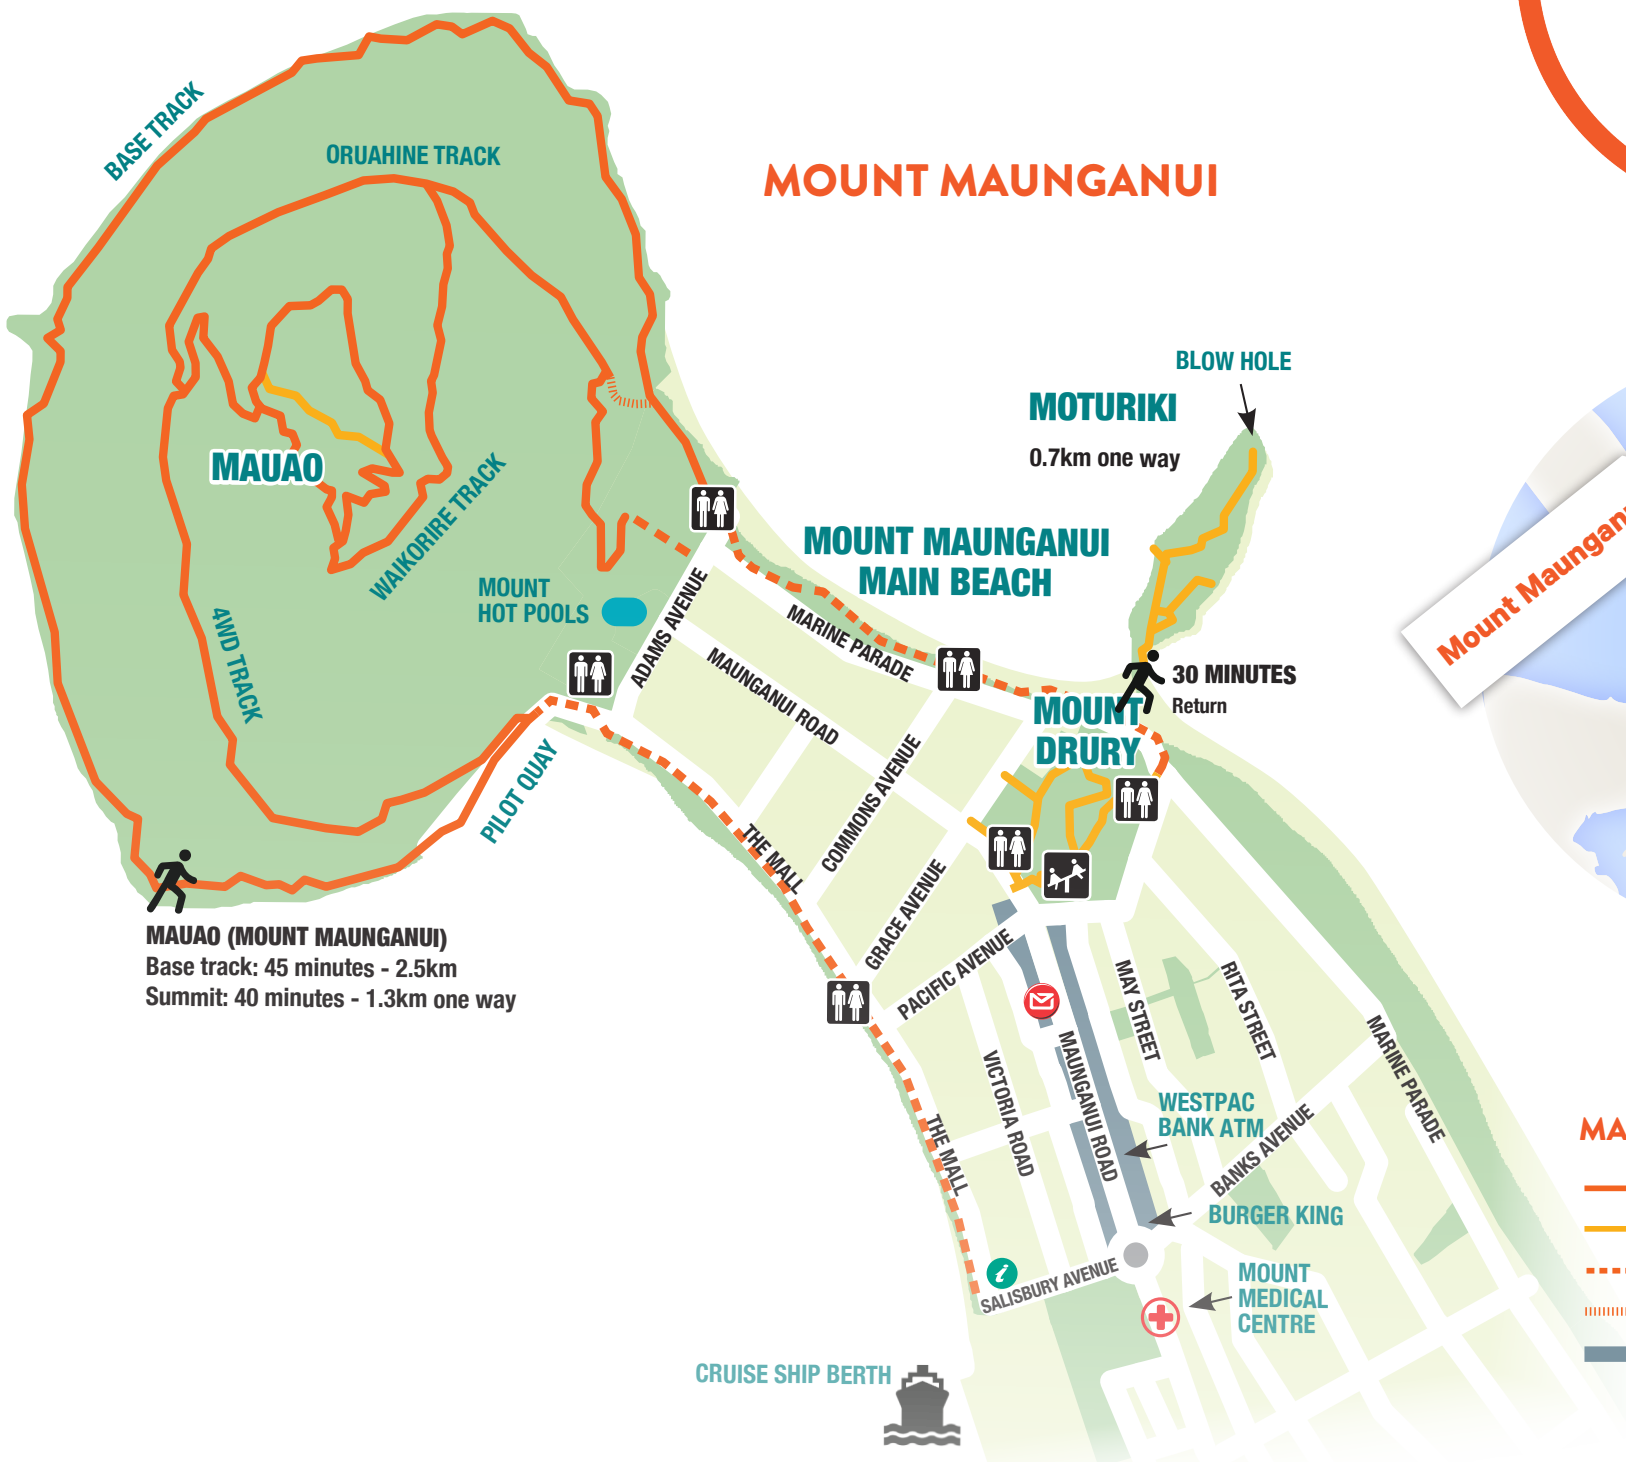 BASE TRACK
ORUAHINE TRACK
MOUNT MAUNGANUI
BLOW HOLE
MOTURIKI
0.7km one way
MAUAO
WAIKORIRE TRACK
MOUNT MAUNGANUI
MAIN BEACH
Mount Maungan
MOUNT
HOT POOLS
ADAMS AVENUE
MARINE PARADE
4WD TRACK
MAUNGANUI ROAD
30 MINUTES
Return
MOUNT
DRURY
PILOT QUAY
COMMONS AVENUE
THE MALL
GRACE AVENUE
MAUAO (MOUNT MAUNGANUI)
Base track: 45 minutes - 2.5km
Summit: 40 minutes - 1.3km one way
PACIFIC AVENUE
MAY STREET
RITA STREET
MARINE PARADE
VICTORIA ROAD
MAUNGANUI ROAD
WESTPAC
BANK ATM
THE MALL
BANKS AVENUE
MA
BURGER KING
i
SALISBURY AVENUE
MOUNT
MEDICAL
CENTRE
CRUISE SHIP BERTH